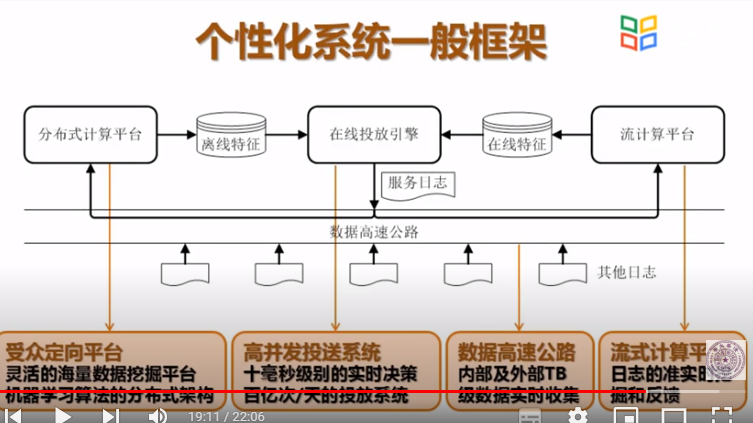 个性化系统一般框架
分布式计算平台
离线特征
在线投放引擎
在线特征
流计算平台
服务日志
数据高速公路
其他日志
受众定向平台
灵活的海量数据挖掘平台
机器学习算法的分布式架构
高并发投送系统
十毫秒级别的实时决策
百亿次/天的投放系统
数据高速公路
内部及外部TB
级数据实时收集
流式计算平
日志的准实时
掘和反馈
19:11 / 22:06